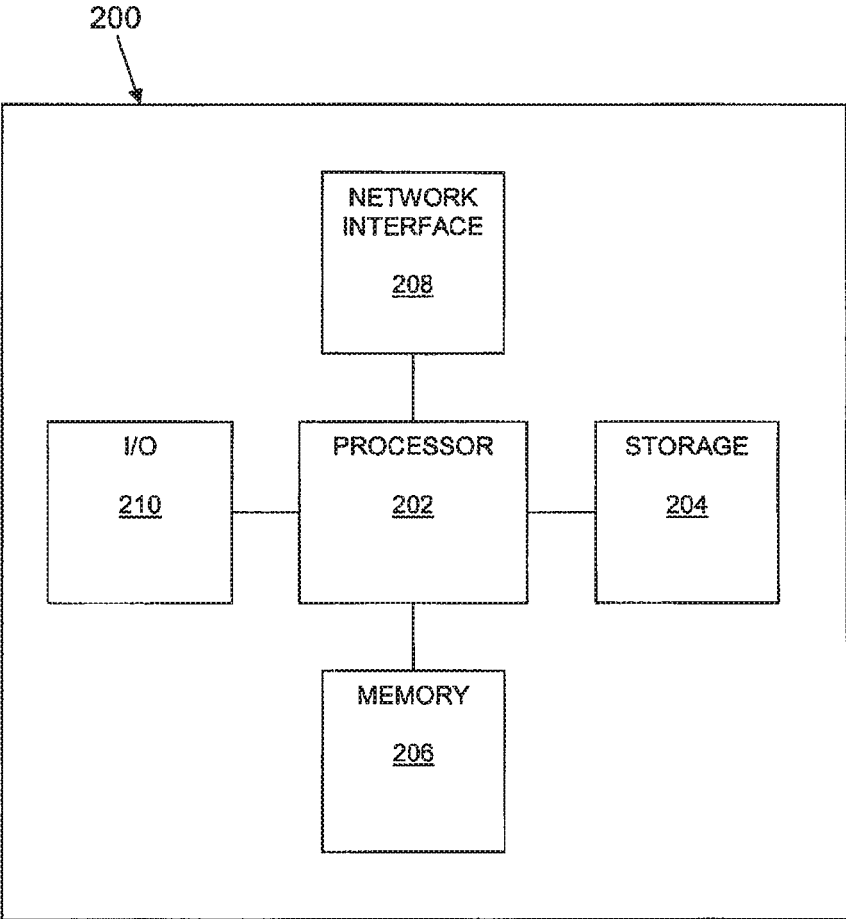 200
NETWORK
INTERFACE
208
I/O
210
PROCESSOR
202
STORAGE
204
MEMORY
206